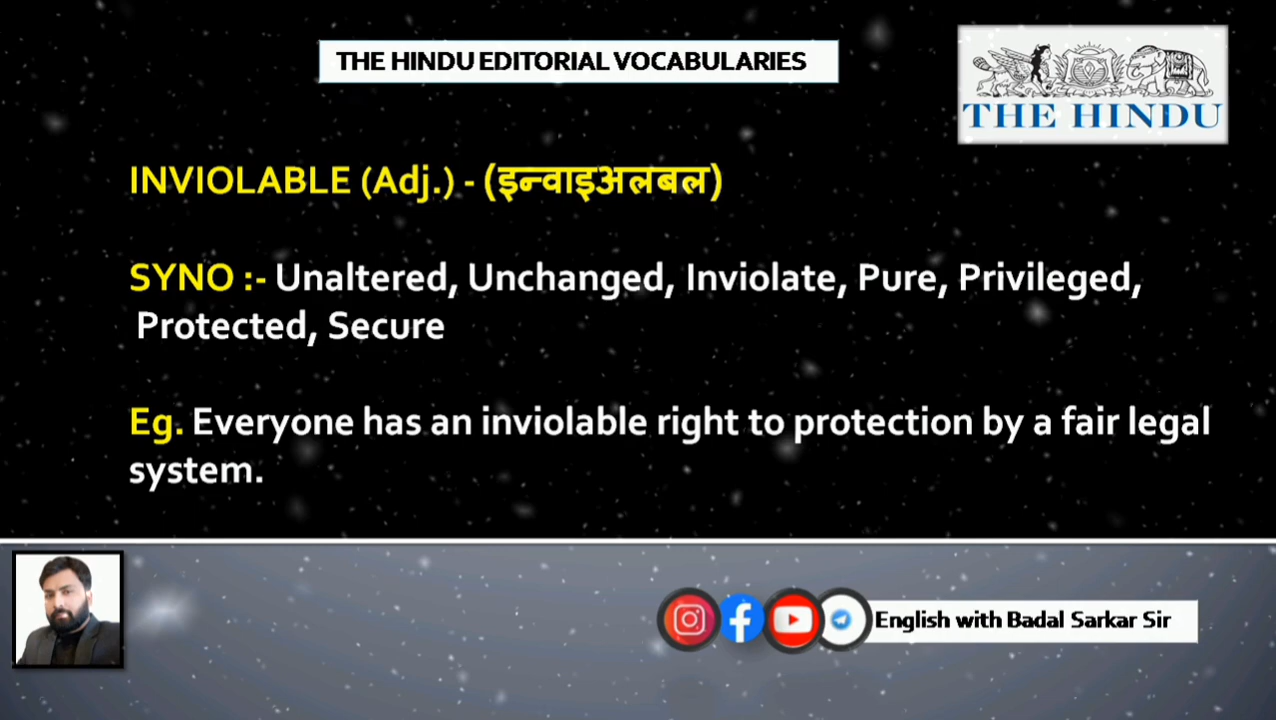 THE HINDU EDITORIAL VOCABULARIES
THE HINDU
INVIOLABLE (Adj.) - (इन्वाइअलबल)
SYNO :- Unaltered, Unchanged, Inviolate, Pure, Privileged,
Protected, Secure
Eg. Everyone has an inviolable right to protection by a fair legal
system.
English with Badal Sarkar Sir